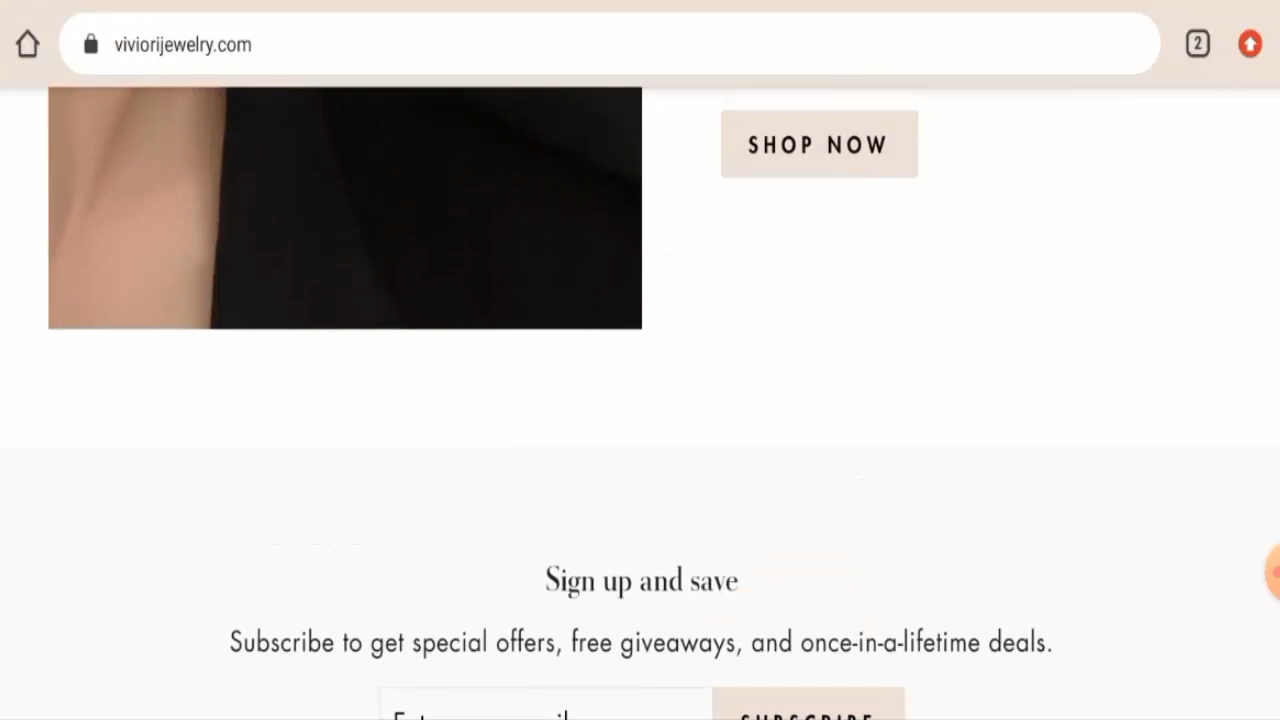 viviorijewelry.com
2
SHOP NOW
Sign up and save
Subscribe to get special offers, free giveaways, and once-in-a-lifetime deals.
SUBSCRIBE